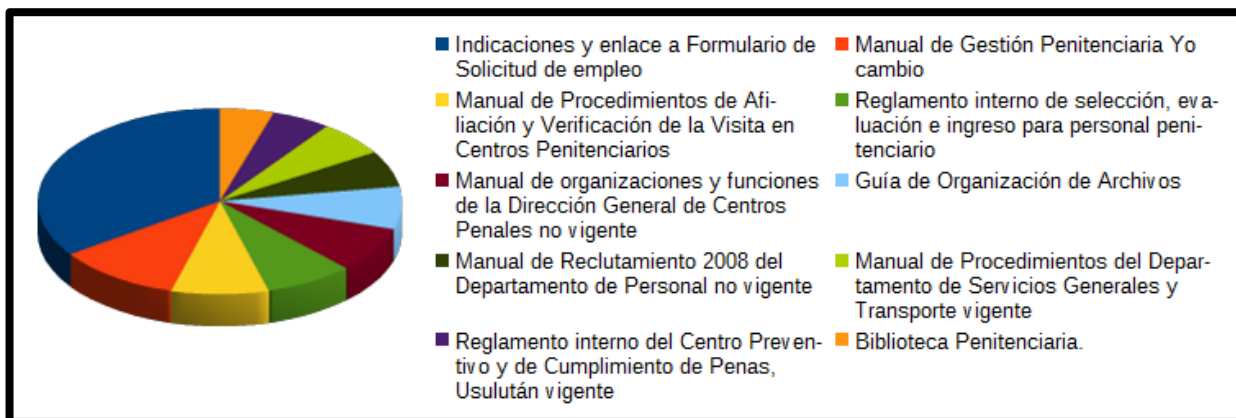 Indicaciones y enlace a Formulario de
Solicitud de empleo
Manual de Gestión Penitenciaria Yo
cambio
Manual de Procedimientos de Afi-
liación y Verificación de la Visita en
Centros Penitenciarios
Reglamento interno de selección, eva-
luación e ingreso para personal peni-
tenciario
Manual de organizaciones y funciones
de la Dirección General de Centros
Penales no vigente
Guía de Organización de Archivos
Manual de Reclutamiento 2008 del
Departamento de Personal no vigente
Manual de Procedimientos del Depar-
tamento de Servicios Generales y
Transporte vigente
Reglamento interno del Centro Preven-
tivo y de Cumplimiento de Penas,
Usulután vigente
Biblioteca Penitenciaria.